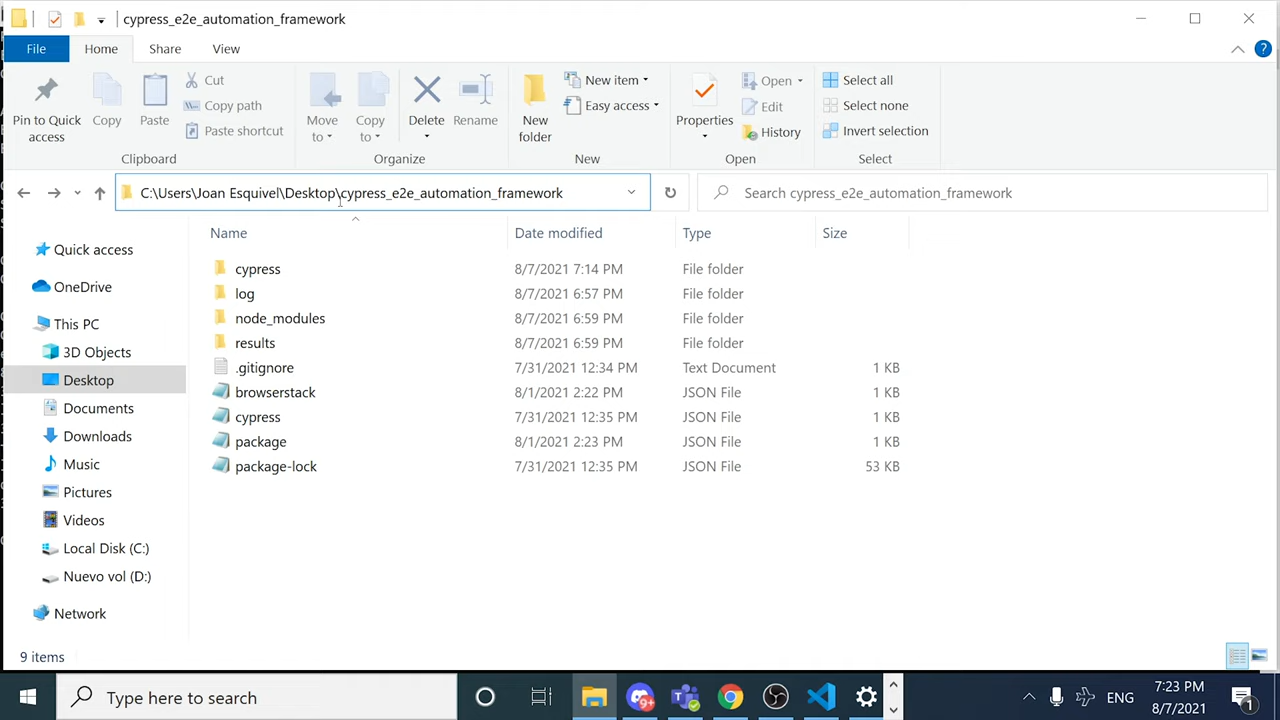 cypress_e2e_automation_framework
File
Home
Share
View
Pin to Quick access
Copy
Paste
Cut
Copy path
Paste shortcut
Clipboard
Move to
Copy to
Delete
Rename
Organize
New folder
New item
Easy access
New
Properties
Open
Edit
History
Open
Select all
Select none
Invert selection
Select
C:\Users\Joan Esquivel\Desktop\cypress_e2e_automation_framework
Search cypress_e2e_automation_framework
Quick access
OneDrive
This PC
3D Objects
Desktop
Documents
Downloads
Music
Pictures
Videos
Local Disk (C:)
Nuevo vol (D:)
Network
Name Date modified Type Size
cypress 8/7/2021 7:14 PM File folder
log 8/7/2021 6:57 PM File folder
node_modules 8/7/2021 6:59 PM File folder
results 8/7/2021 6:59 PM File folder
.gitignore 7/31/2021 12:34 PM Text Document 1 KB
browserstack 8/1/2021 2:22 PM JSON File 1 KB
cypress 7/31/2021 12:35 PM JSON File 1 KB
package 8/1/2021 2:23 PM JSON File 1 KB
package-lock 7/31/2021 12:35 PM JSON File 53 KB
9 items
Type here to search
ENG
7:23 PM
8/7/2021
1